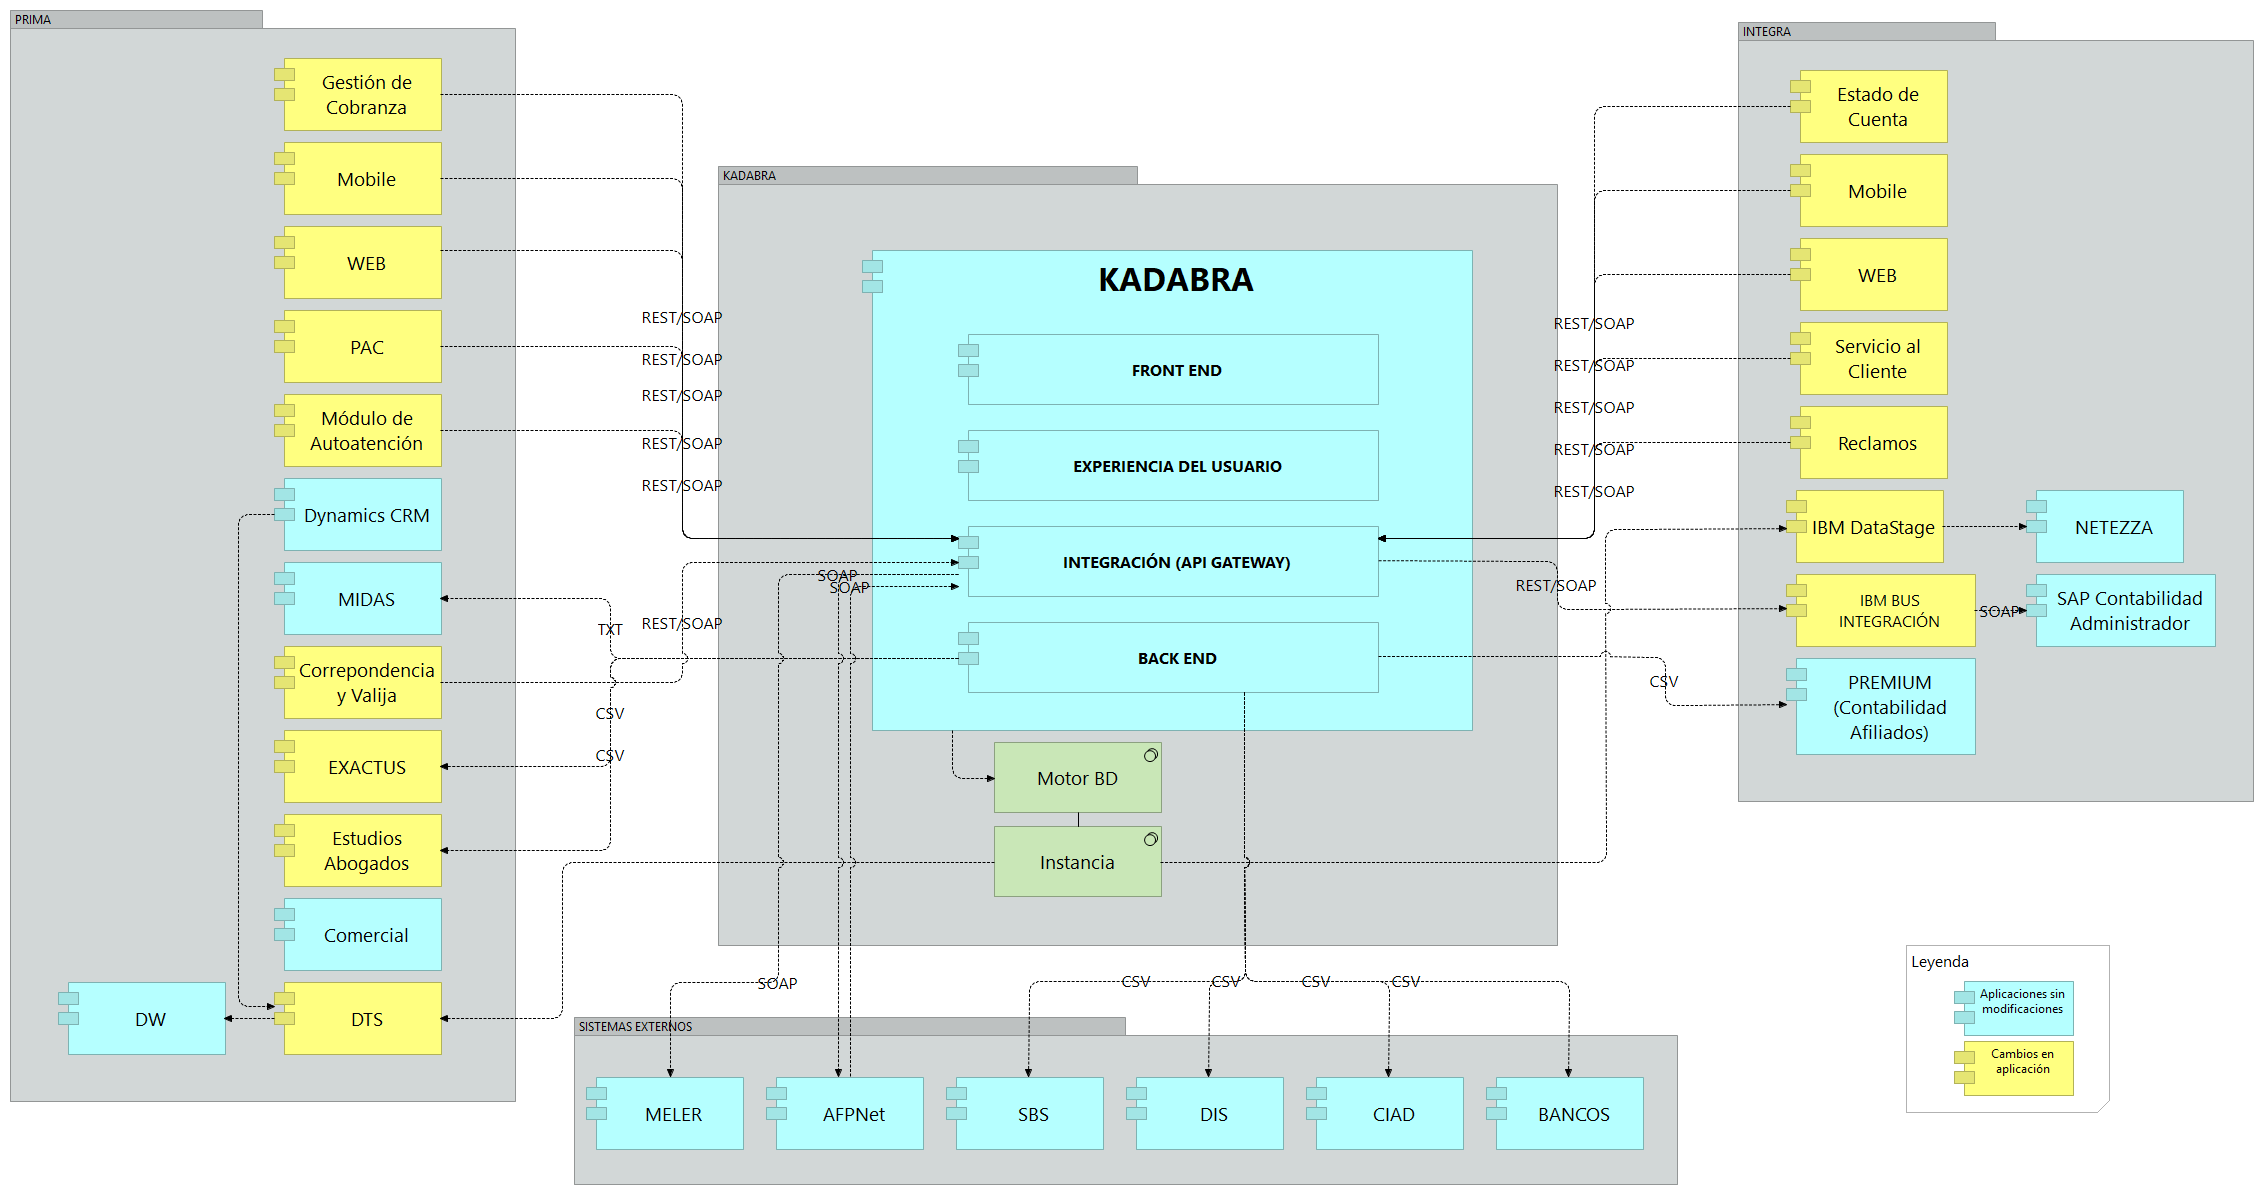 PRIMA
Gestión de
Cobranza
Mobile
WEB
PAC
Módulo de
Autoatención
Dynamics CRM
MIDAS
Correpondencia
y Valija
EXACTUS
Estudios
Abogados
Comercial
DW
DTS
REST/SOAP
REST/SOAP
REST/SOAP
REST/SOAP
REST/SOAP
REST/SOAP
TXT
CSV
CSV
KADABRA
KADABRA
FRONT END
EXPERIENCIA DEL USUARIO
INTEGRACIÓN (API GATEWAY)
BACK END
SOAP
SOAP
Motor BD
Instancia
REST/SOAP
REST/SOAP
REST/SOAP
REST/SOAP
REST/SOAP
REST/SOAP
CSV
INTEGRA
Estado de
Cuenta
Mobile
WEB
Servicio al
Cliente
Reclamos
IBM DataStage
NETEZZA
IBM BUS
INTEGRACIÓN
SOAP
SAP Contabilidad
Administrador
PREMIUM
(Contabilidad
Afiliados)
SOAP
CSV
CSV
CSV
CSV
SISTEMAS EXTERNOS
MELER
AFPNet
SBS
DIS
CIAD
BANCOS
Leyenda
Aplicaciones sin
modificaciones
Cambios en
aplicación